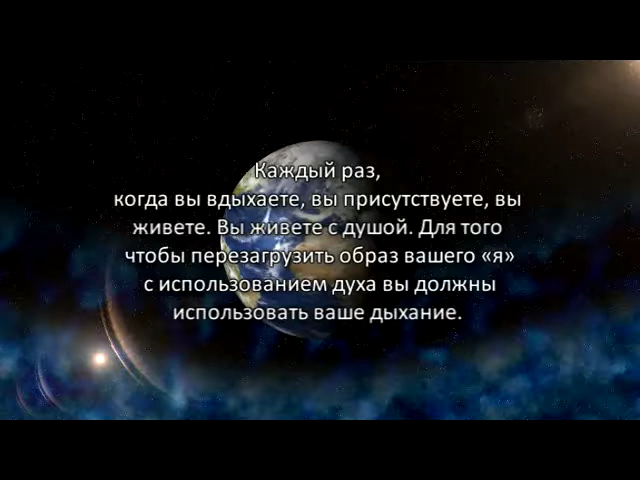 Каждый раз,
когда вы вдыхаете, вы присутствуете, вы
живете. Вы живете с душой. Для того
чтобы перезагрузить образ вашего «я»
с использованием духа вы должны
использовать ваше дыхание.